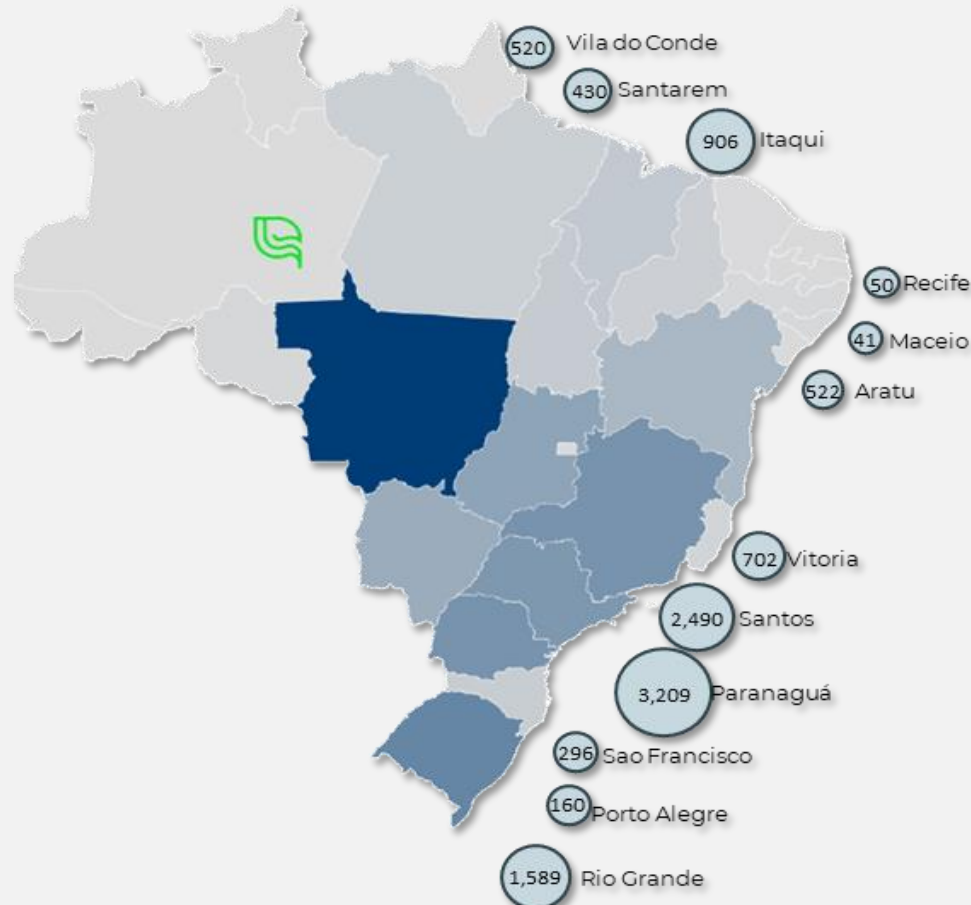 520 Vila do Conde
430 Santarem
906 Itaqui
50 Recife
41 Maceio
522 Aratu
702 Vitoria
2,490 Santos
3,209 Paranaguá
296 Sao Francisco
160 Porto Alegre
1,589 Rio Grande